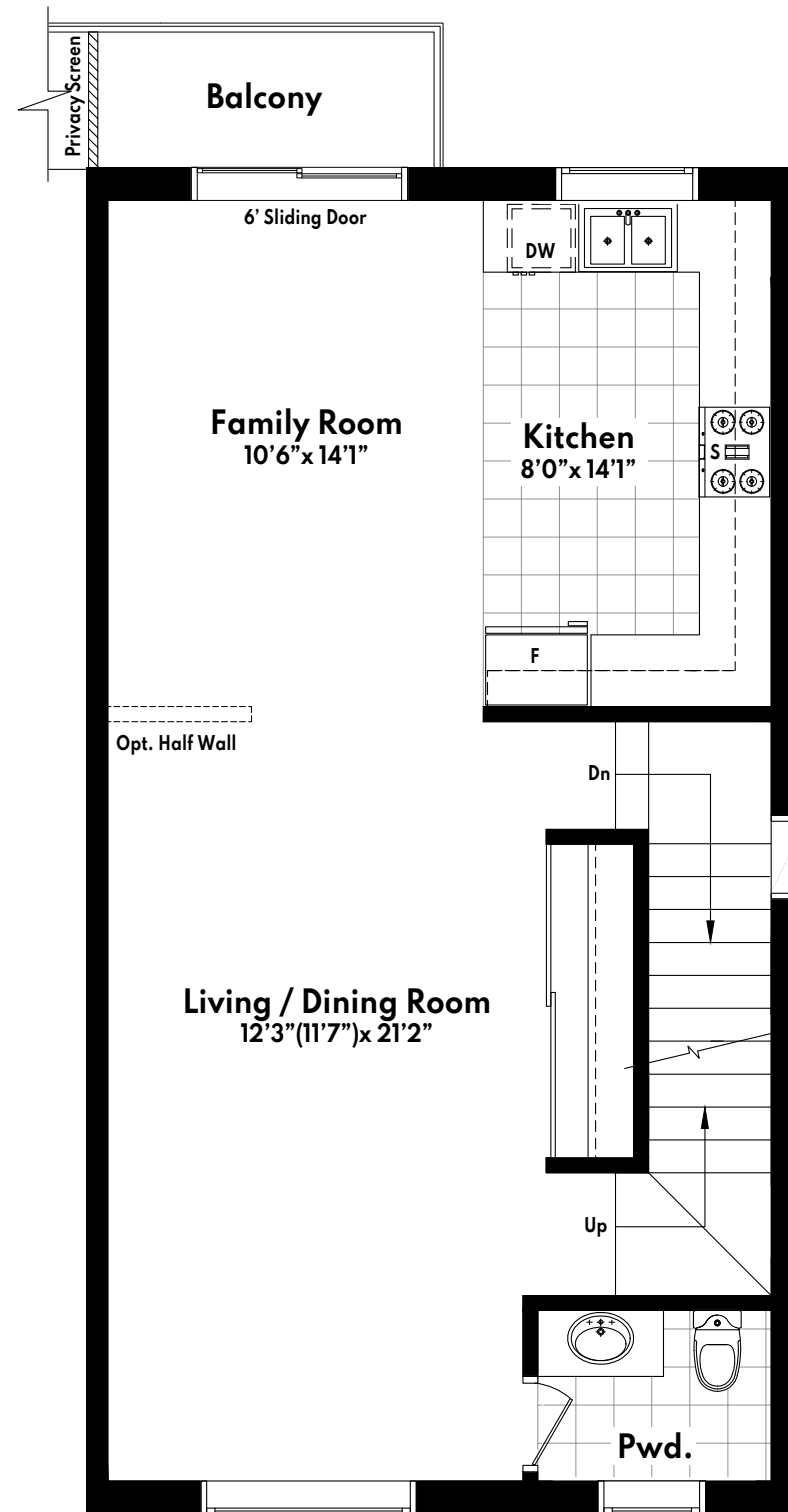 Privacy Screen
Balcony
6’ Sliding Door
DW
Family Room
10’6”x 14’1”
Kitchen
8’0”x 14’1”
S
F
Opt. Half Wall
Dn
Living / Dining Room
12’3”(11’7”)x 21’2”
Up
Pwd.